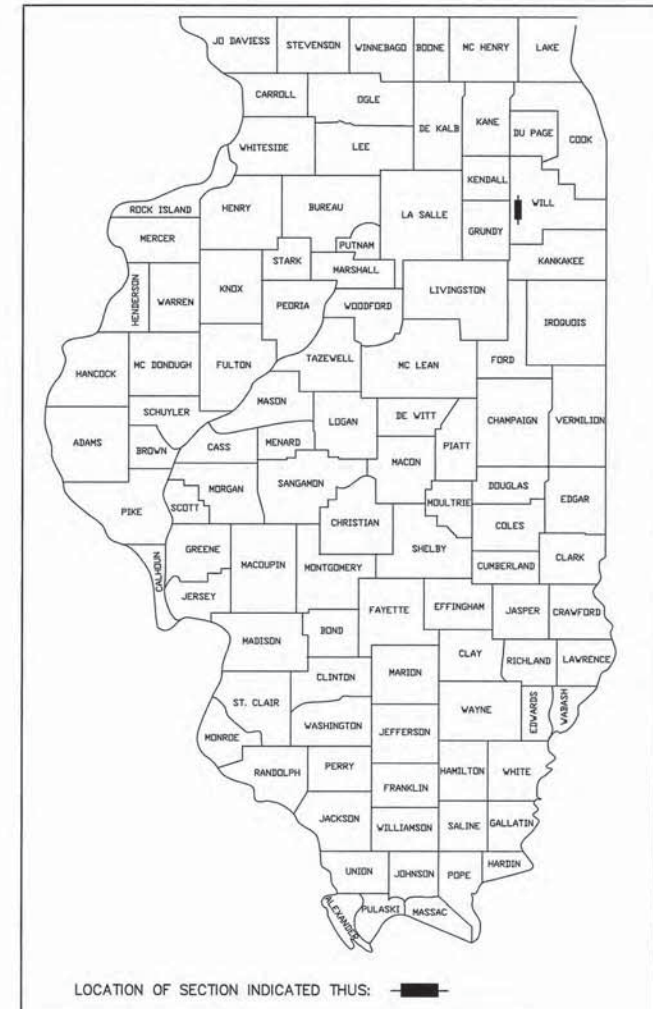 JO DAVIESS STEVENSON WINNEBAGO BOONE MC HENRY LAKE
CARROLL OGLE DE KALB KANE DU PAGE COOK
WHITESIDE LEE KENDALL WILL
ROCK ISLAND HENRY BUREAU LA SALLE GRUNDY
MERCER STARK PUTNAM KANKAKEE
HENDERSON WARREN KNOX PEORIA MARSHALL LIVINGSTON
WOODFORD IROQUOIS
HANCOCK MC DONOUGH FULTON TAZEWELL MC LEAN FORD
SCHUYLER MASON
ADAMS BROWN CASS MENARD LOGAN DE WITT PIATT CHAMPAIGN VERMILION
MORGAN SANGAMON MACON
PIKE SCOTT CHRISTIAN MOULTRIE DOUGLAS EDGAR
COLES
CALHOUN GREENE MACOUPIN MONTGOMERY SHELBY CUMBERLAND CLARK
JERSEY FAYETTE EFFINGHAM JASPER CRAWFORD
MADISON BOND
CLAY RICHLAND LAWRENCE
CLINTON MARION
ST. CLAIR WAYNE EDWARDS WABASH
MONROE WASHINGTON JEFFERSON
RANDOLPH PERRY HAMILTON WHITE
FRANKLIN
JACKSON WILLIAMSON SALINE GALLATIN
UNION JOHNSON POPE HARDIN
ALEXANDER PULASKI MASSAC
LOCATION OF SECTION INDICATED THUS: